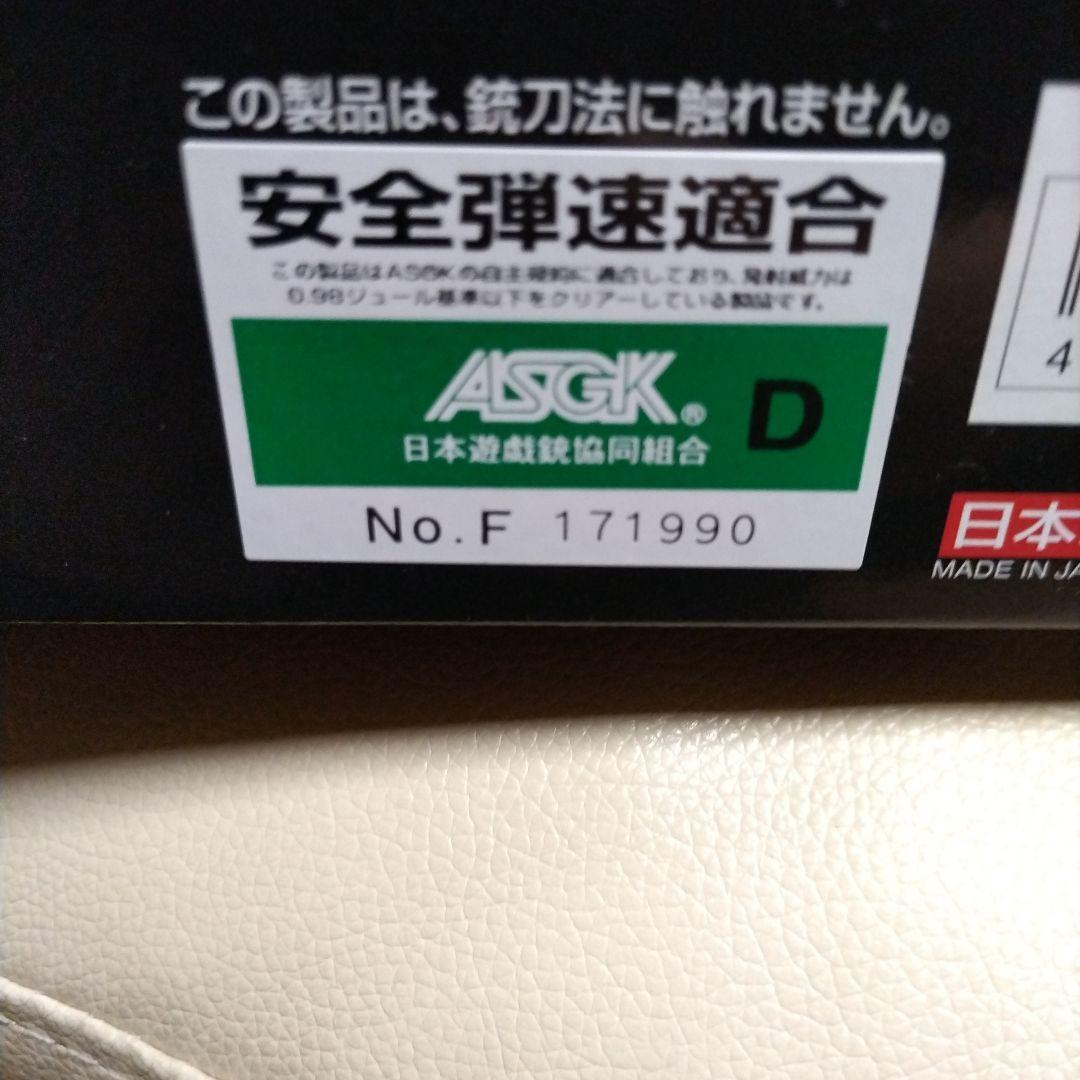 この製品は、銃刀法に触れません。
安全弾速適合
この製品はASGKの自主規約に適合しており、発射威力は
0.98ジュール基準以下をクリアーしている製品です。
ASGK®
D
日本遊戯銃協同組合
No.F 171990
4
日本
MADE IN JA